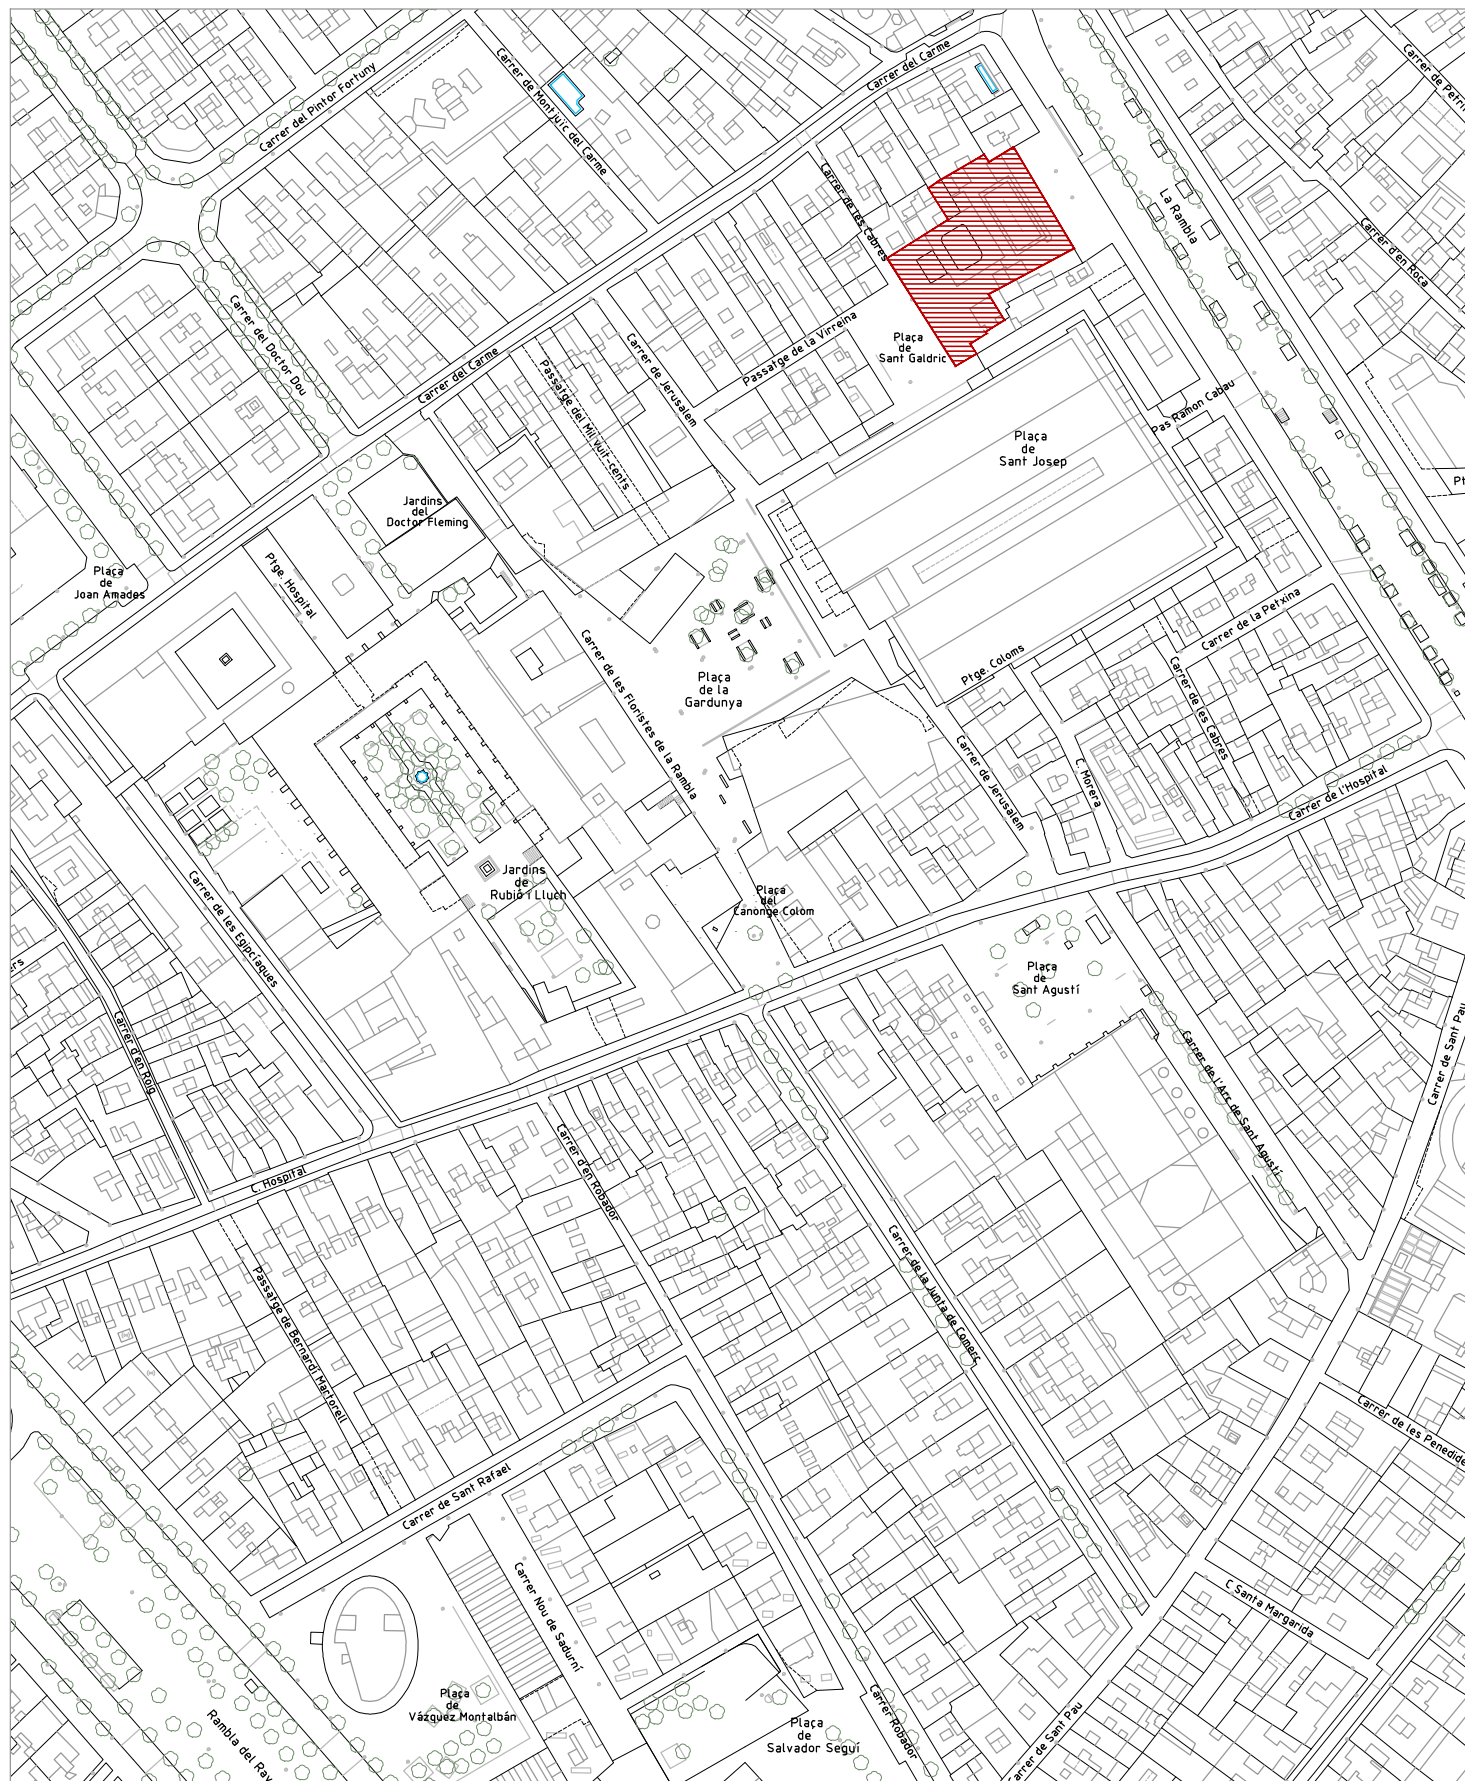 Carrer de Petrit
Carrer del Carme
Carrer de Montjuïc del Carme
Carrer del Pintor Fortuny
Carrer de les Cabres
La Rambla
Carrer d'en Roca
Carrer del Doctor Dou
Carrer del Carme
Passatge del Mil vuit-cents
Carrer de Jerusalem
Passatge de la Virreina
Plaça
de
Sant Galdric
Pas Ramon Cabau
Plaça
de
Sant Josep
Jardins
del
Doctor Fleming
Plaça
de
Joan Amades
Ptge. Hospital
Carrer de la Petxina
Ptge. Coloms
Carrer de les Cabres
Plaça
de la
Gardunya
Carrer de les Floristes de la Rambla
Carrer de Jerusalem
C. Morera
Carrer de l'Hospital
Jardins
de
Rubió i Lluch
Plaça
del
Canonge Colom
Carrer de les Egipcíaques
Plaça
de
Sant Agustí
Carrer d'en Roig
Carrer de l'Arc de Sant Agustí
Carrer de Sant Pau
C. Hospital
Carrer d'en Robador
Carrer de la Junta de Comerç
Passatge de Bernardí Martorell
Carrer de les Penedide
Carrer de Sant Rafael
Carrer Nou de Sadurní
C Santa Margarida
Plaça
de
Vázquez Montalbán
Rambla del Rav
Plaça
de
Salvador Seguí
Carrer Robador
Carrer de Sant Pau